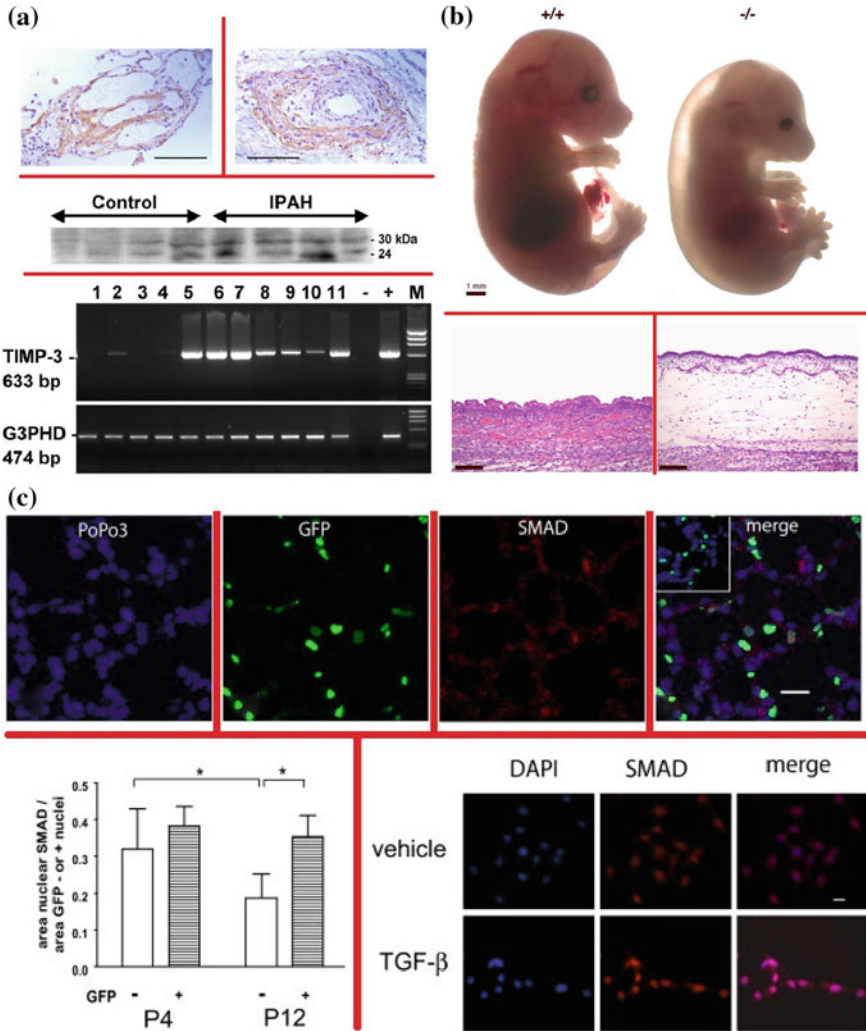 (a)
Control IPAH
- 30 kDa
- 24
1 2 3 4 5 6 7 8 9 10 11 - + M
TIMP-3 -
633 bp
G3PHD
474 bp
(b)
+/+ -/-
1 mm
(c)
PoPo3 GFP SMAD merge
area nuclear SMAD /
area GFP - or + nuclei
0.5
0.4
0.3
0.2
0.1
0.0
* *
GFP - + - +
P4 P12
DAPI SMAD merge
vehicle
TGF-β